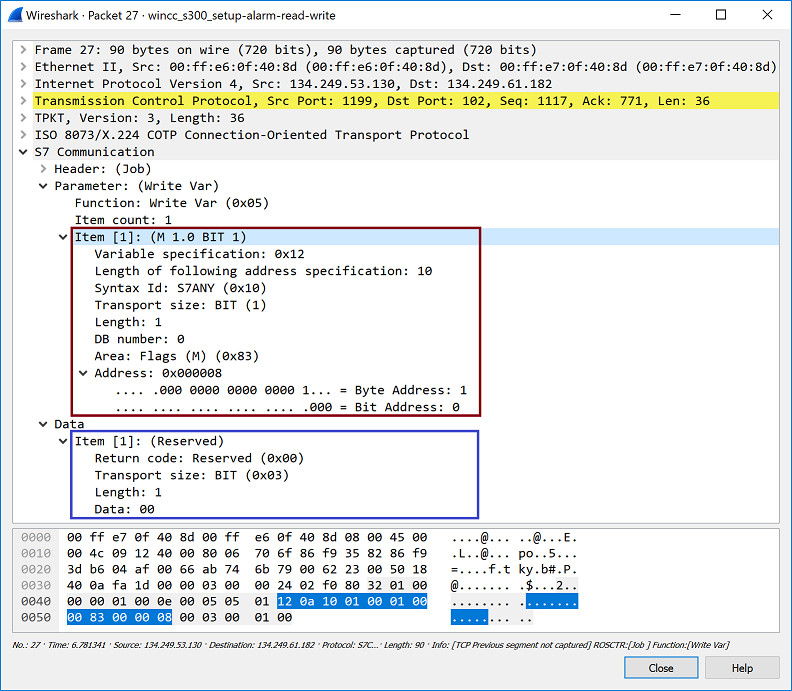 Wireshark · Packet 27 · wincc_s300_setup-alarm-read-write
Frame 27: 90 bytes on wire (720 bits), 90 bytes captured (720 bits)
Ethernet II, Src: 00:ff:e6:0f:40:8d (00:ff:e6:0f:40:8d), Dst: 00:ff:e7:0f:40:8d (00:ff:e7:0f:40:8d)
Internet Protocol Version 4, Src: 134.249.53.130, Dst: 134.249.61.182
Transmission Control Protocol, Src Port: 1199, Dst Port: 102, Seq: 1117, Ack: 771, Len: 36
TPKT, Version: 3, Length: 36
ISO 8073/X.224 COTP Connection-Oriented Transport Protocol
S7 Communication
Header: (Job)
Parameter: (Write Var)
Function: Write Var (0x05)
Item count: 1
Item [1]: (M 1.0 BIT 1)
Variable specification: 0x12
Length of following address specification: 10
Syntax Id: S7ANY (0x10)
Transport size: BIT (1)
Length: 1
DB number: 0
Area: Flags (M) (0x83)
Address: 0x000008
.... .000 0000 0000 0000 1... = Byte Address: 1
.... .... .... .... .... .000 = Bit Address: 0
Data
Item [1]: (Reserved)
Return code: Reserved (0x00)
Transport size: BIT (0x03)
Length: 1
Data: 00
0000 00 ff e7 0f 40 8d 00 ff e6 0f 40 8d 08 00 45 00 ....@... ..@...E.
0010 00 4c 09 12 40 00 80 06 70 6f 86 f9 35 82 86 f9 .L..@... po..5...
0020 3d b6 04 af 00 66 ab 74 6b 79 00 62 23 00 50 18 =....f.t ky.b#.P.
0030 40 0a fa 1d 00 00 03 00 00 24 02 f0 80 32 01 00 @....... .$...2..
0040 00 00 01 00 0e 00 05 05 01 12 0a 10 01 00 01 00 ........ ........
0050 00 83 00 00 08 00 03 00 01 00 ........ ..
No.: 27 · Time: 6.781341 · Source: 134.249.53.130 · Destination: 134.249.61.182 · Protocol: S7C... · Length: 90 · Info: [TCP Previous segment not captured] ROSCTR:[Job ] Function:[Write Var]
Close Help